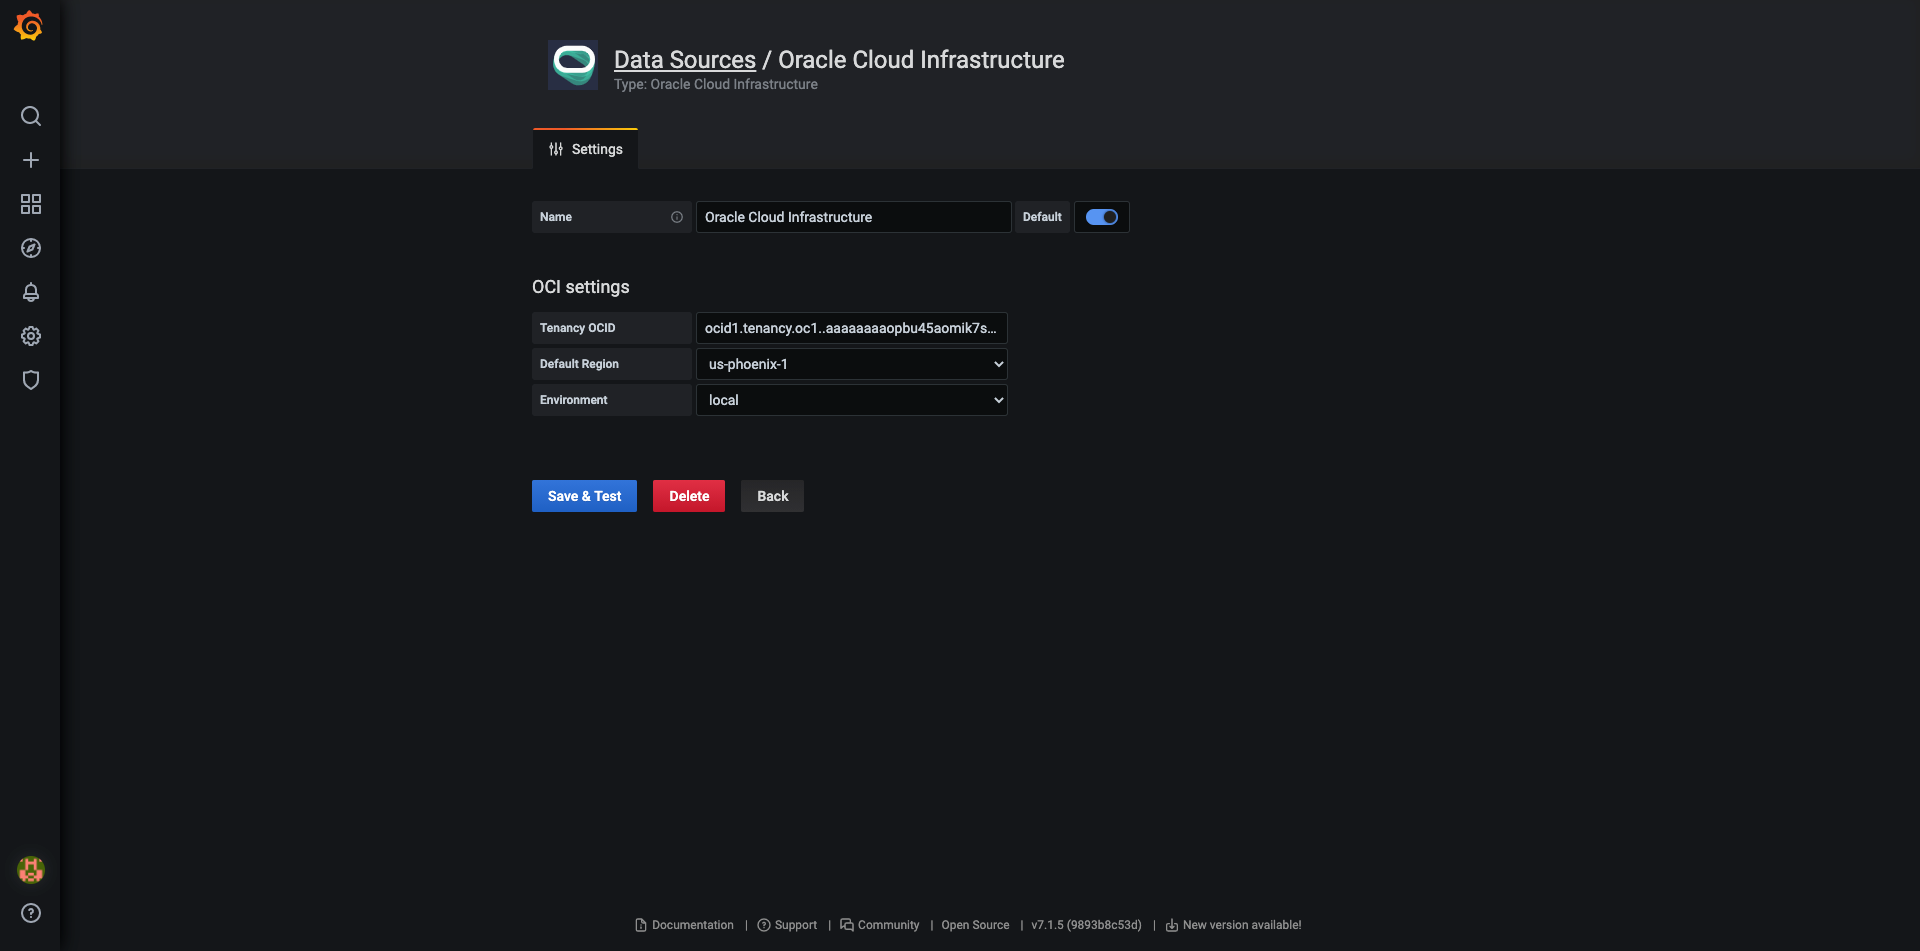 Data Sources / Oracle Cloud Infrastructure
Type: Oracle Cloud Infrastructure
Settings
Name Oracle Cloud Infrastructure Default
OCI settings
Tenancy OCID ocid1.tenancy.oc1..aaaaaaaaopbu45aomik7s...
Default Region us-phoenix-1
Environment local
Save & Test Delete Back
Documentation | Support | Community | Open Source | v7.1.5 (9893b8c53d) | New version available!